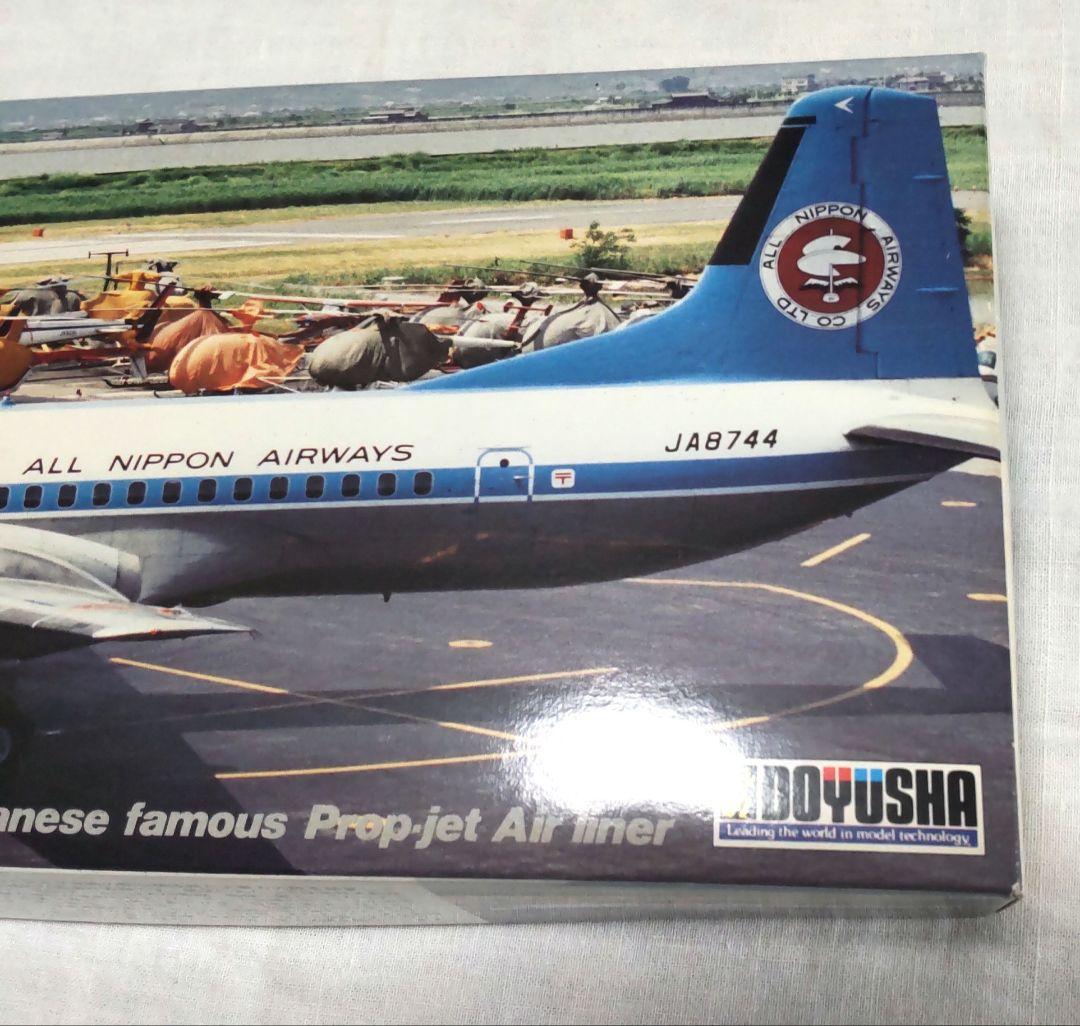 ALL NIPPON AIRWAYS CO LTD
ALL NIPPON AIRWAYS
JA8744
〒
anese famous Prop-jet Air liner
DOYUSHA
Leading the world in model technology.